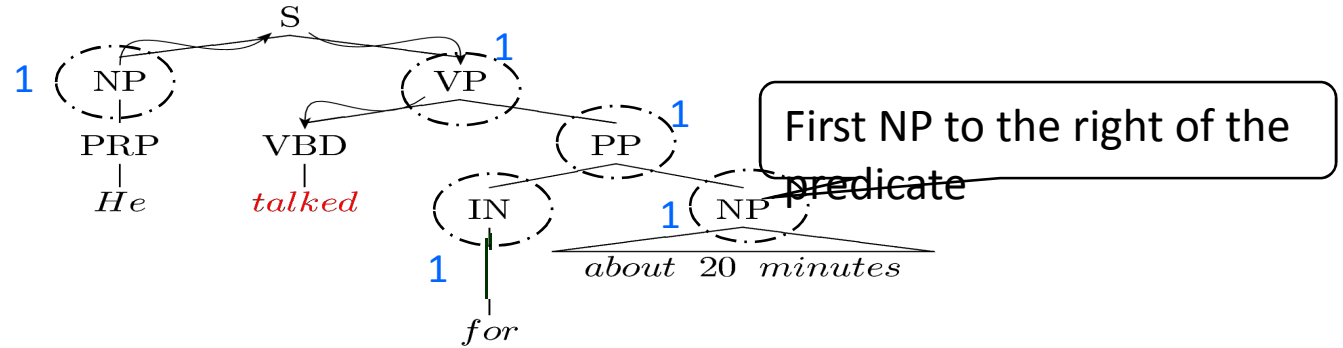 S
1 NP VP 1
PRP VBD PP 1
He talked IN 1 NP
1 about 20 minutes
for
First NP to the right of the
predicate